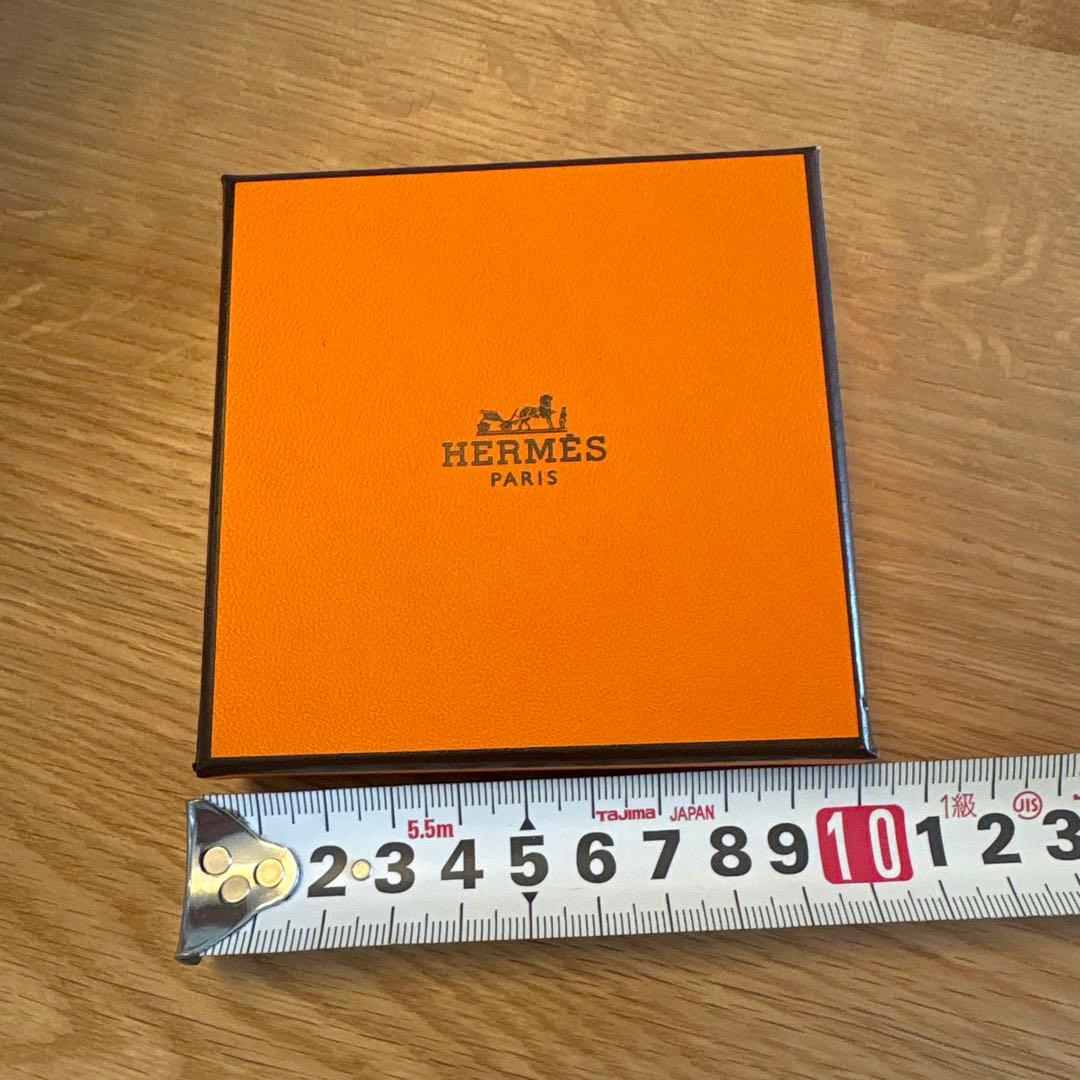 HERMÈS
PARIS
5.5m Tajima JAPAN 1級 JIS
2 3 4 5 6 7 8 9 10 1 2 3